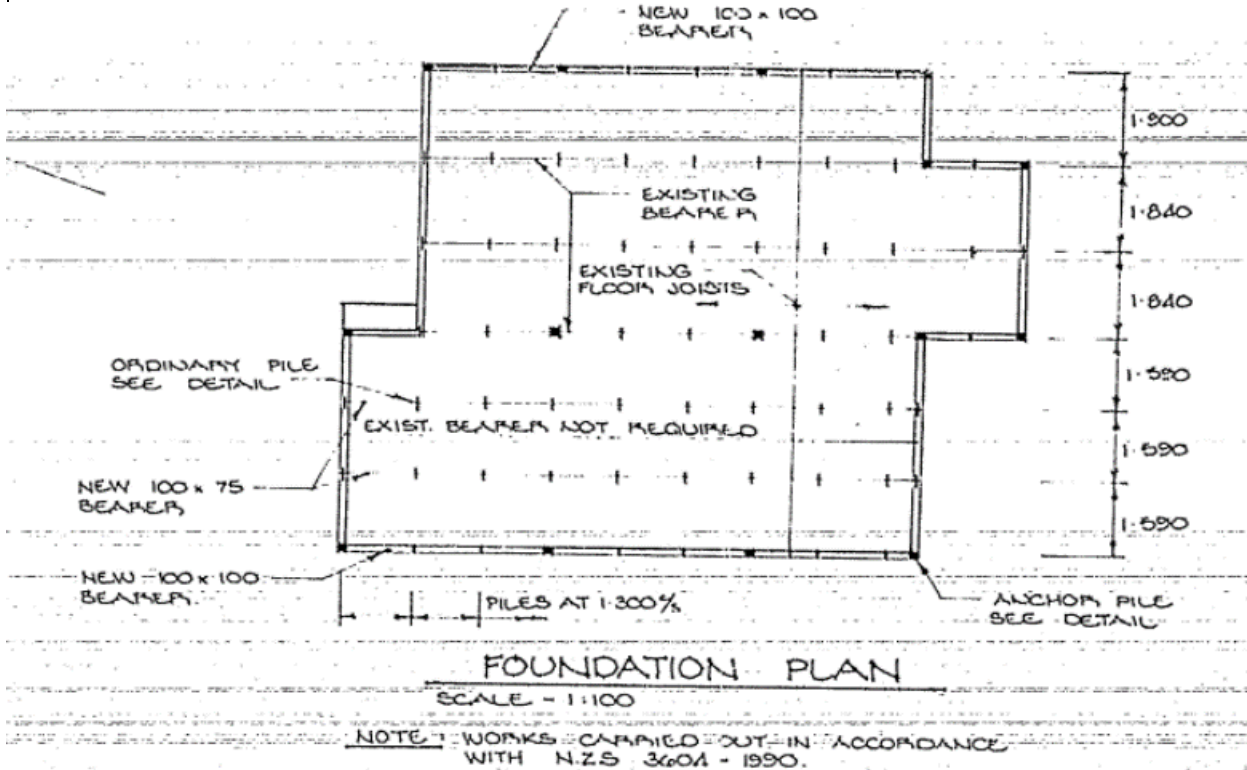 NEW 100 x 100
BEARER
1·900
EXISTING
BEARER
1·840
EXISTING
FLOOR JOISTS
1·840
ORDINARY PILE
SEE DETAIL
1·590
EXIST. BEARER NOT REQUIRED
1·590
NEW 100 x 75
BEARER
1·590
NEW 100 x 100
BEARER.
PILES AT 1·300 c/s
ANCHOR PILE
SEE DETAIL
FOUNDATION PLAN
SCALE - 1:100
NOTE: WORKS CARRIED OUT IN ACCORDANCE
WITH N.Z.S 3604 - 1990.